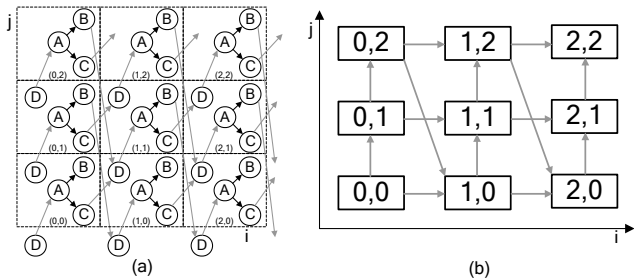 j
B B B
A A A
C C C
(0,2) (1,2) (2,2)
D D D
B B B
A A A
C C C
(0,1) (1,1) (2,1)
D D D
B B B
A A A
C C C
(0,0) (1,0) (2,0)
D D D
i
(a)
j
0,2 1,2 2,2
0,1 1,1 2,1
0,0 1,0 2,0
i
(b)